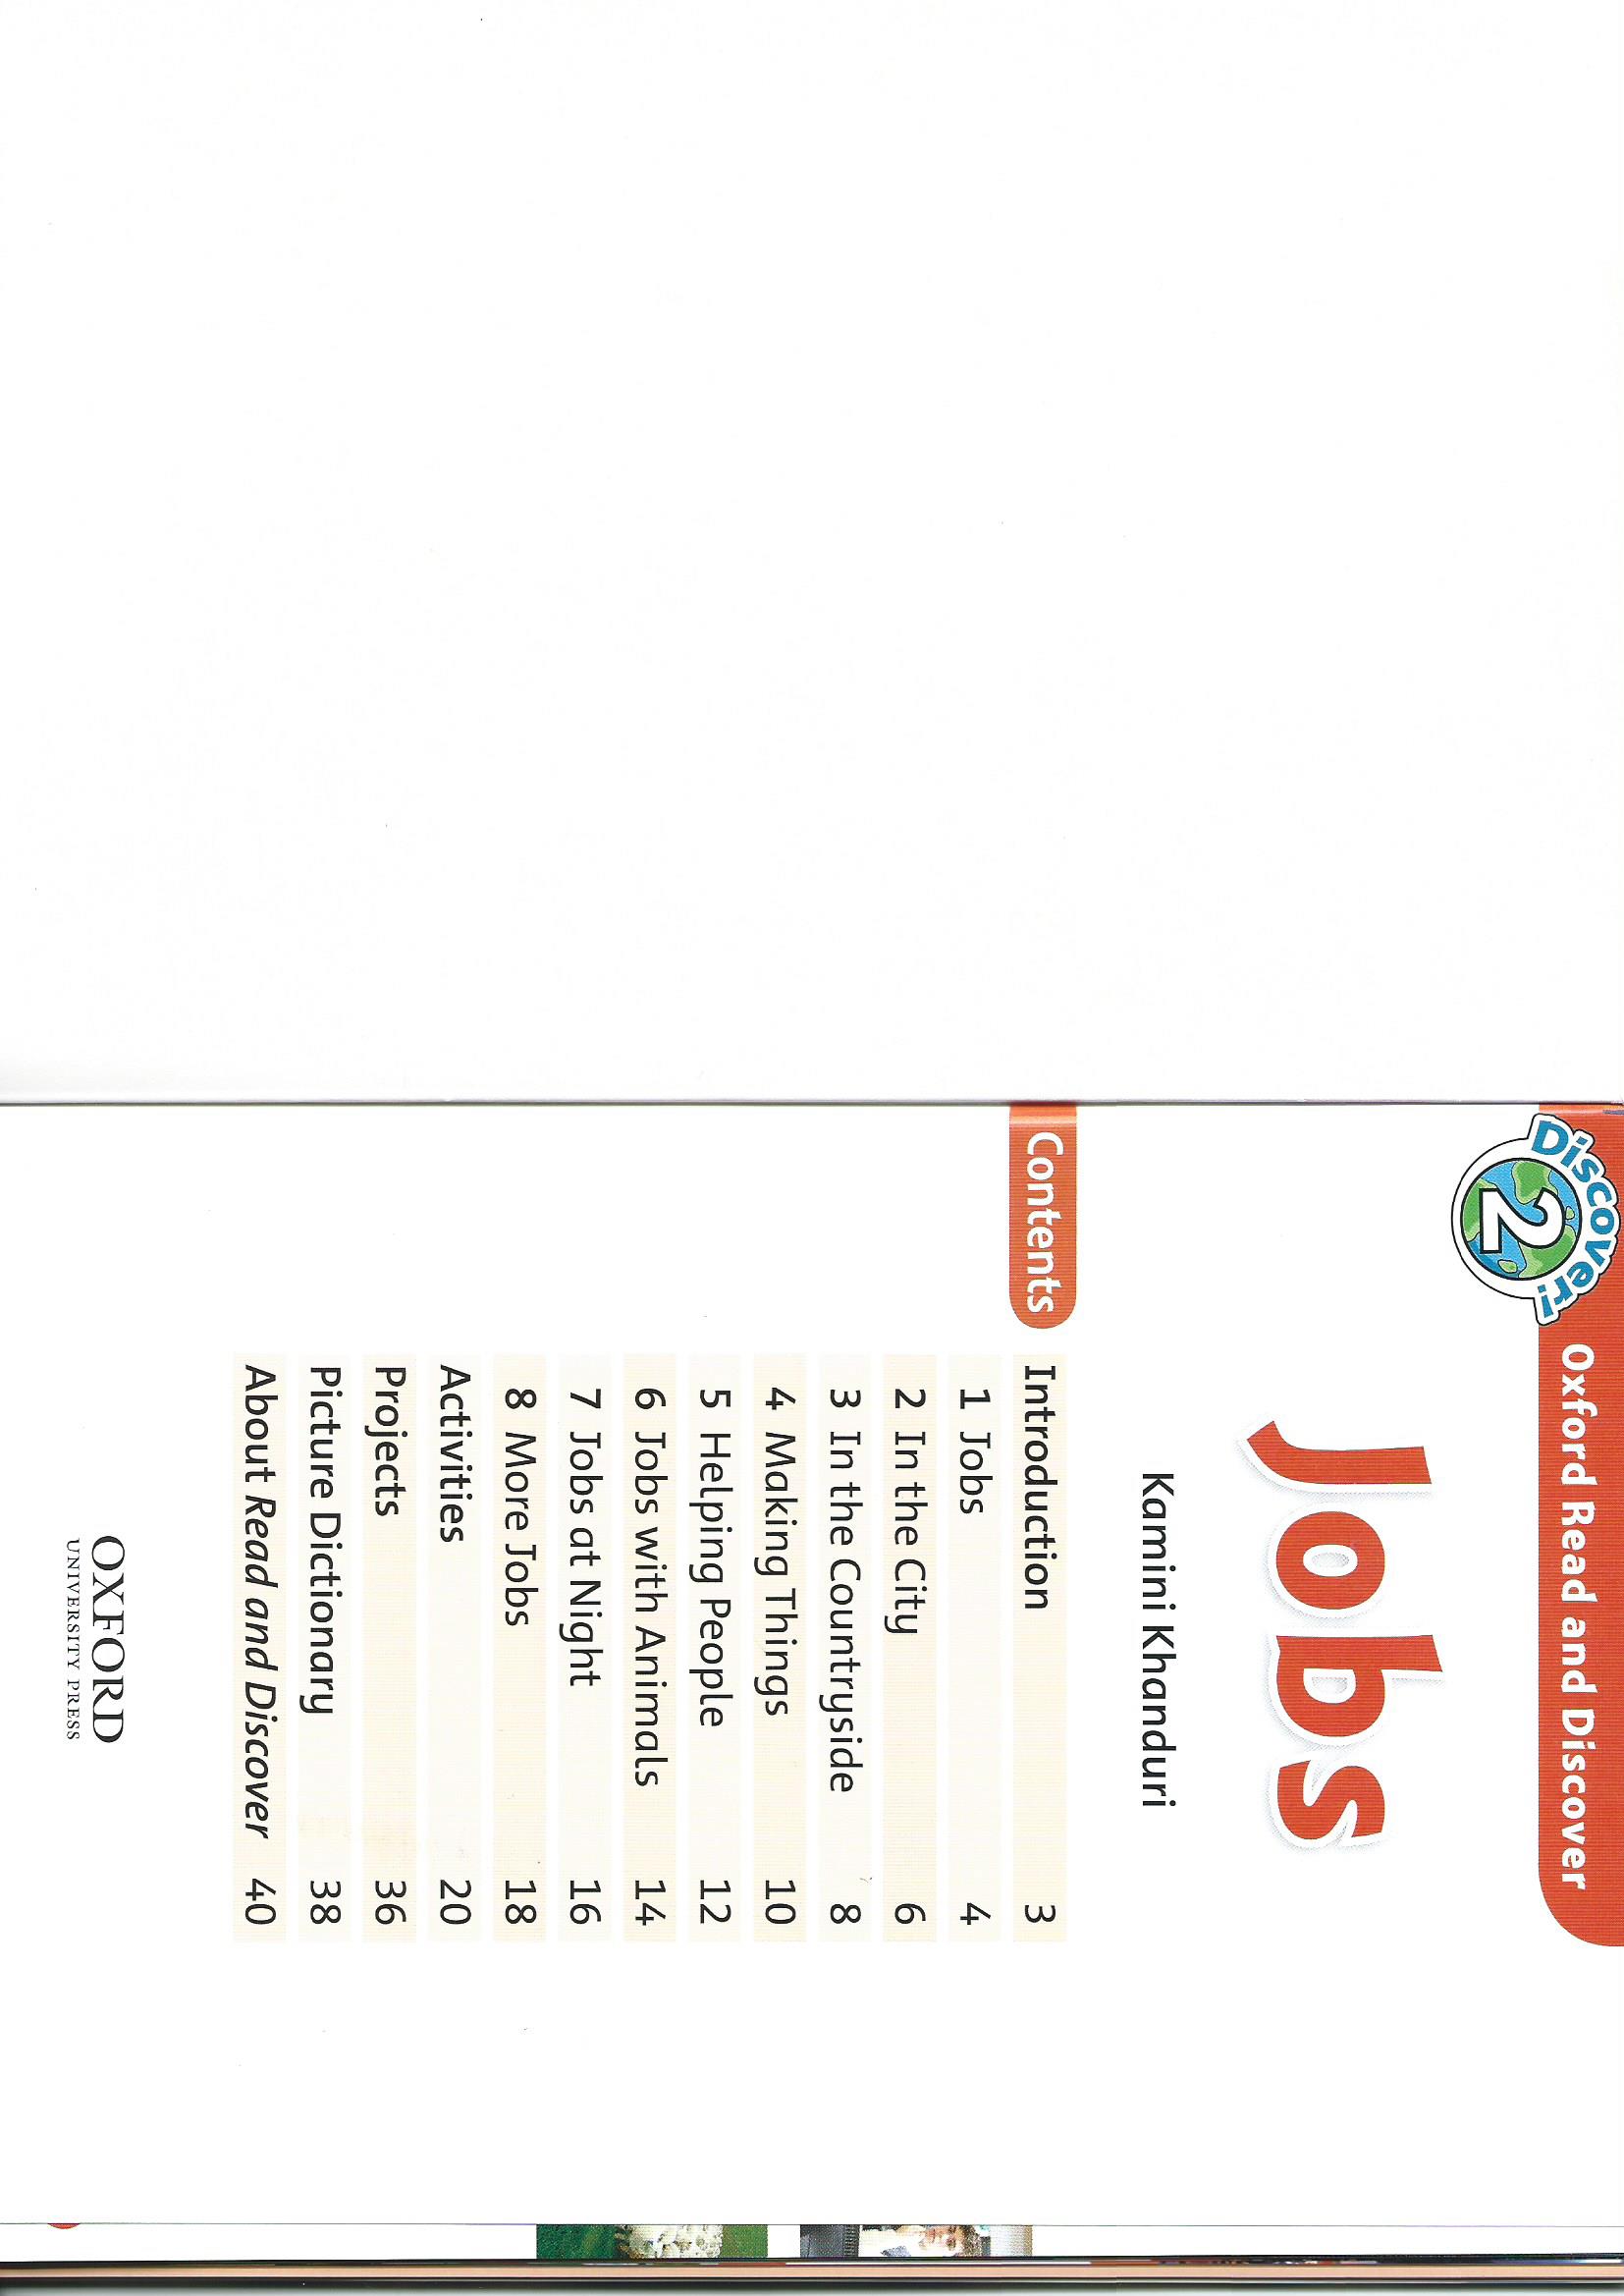 Discover!
2
Oxford Read and Discover
Jobs
Kamini Khanduri
Contents
Introduction 3
1 Jobs 4
2 In the City 6
3 In the Countryside 8
4 Making Things 10
5 Helping People 12
6 Jobs with Animals 14
7 Jobs at Night 16
8 More Jobs 18
Activities 20
Projects 36
Picture Dictionary 38
About Read and Discover 40
OXFORD
UNIVERSITY PRESS